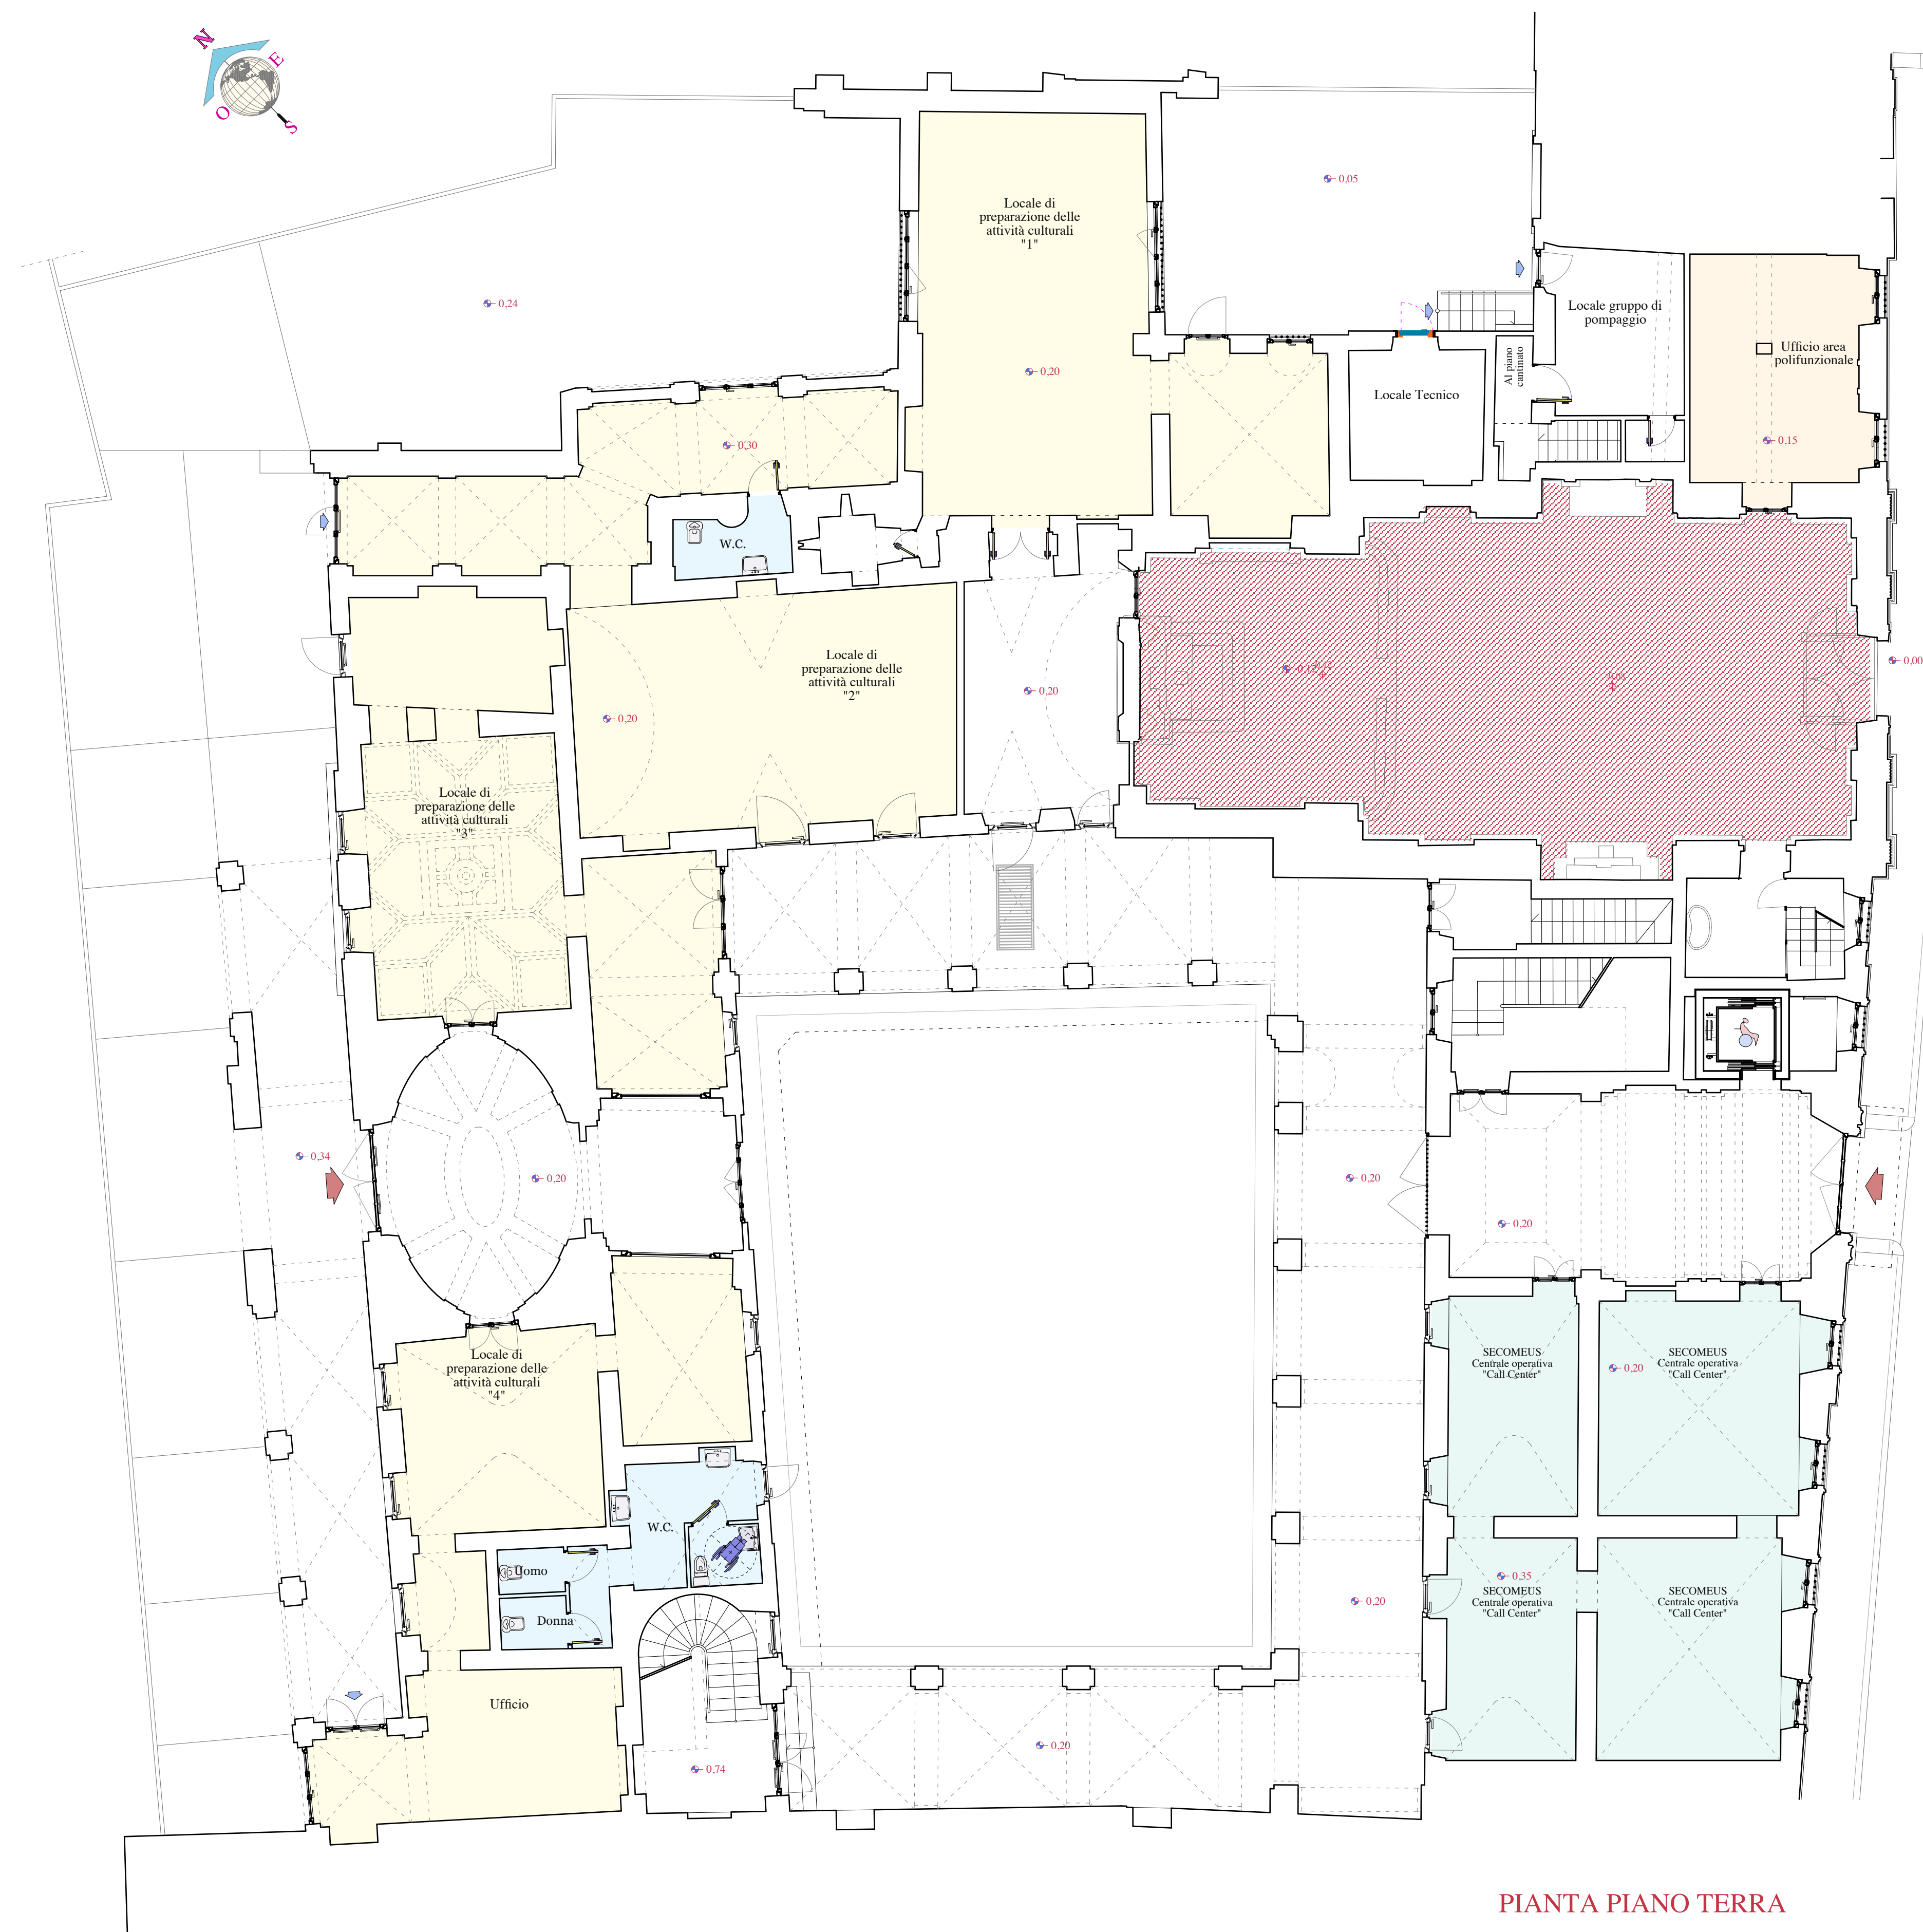 N
E
O
S
0,05
Locale di
preparazione delle
attività culturali
"1"
0,24
Locale gruppo di
pompaggio
Ufficio area
polifunzionale
0,20
Al piano
cantinato
Locale Tecnico
0,15
0,30
W.C.
Locale di
preparazione delle
attività culturali
"2"
0,00
0,12
0,12
0,20
0,20
Locale di
preparazione delle
attività culturali
"3"
0,34
0,20
0,20
0,20
Locale di
preparazione delle
attività culturali
"4"
SECOMEUS
Centrale operativa
"Call Center"
0,20
SECOMEUS
Centrale operativa
"Call Center"
W.C.
Uomo
Donna
0,20
0,35
SECOMEUS
Centrale operativa
"Call Center"
SECOMEUS
Centrale operativa
"Call Center"
Ufficio
0,74
0,20
PIANTA PIANO TERRA